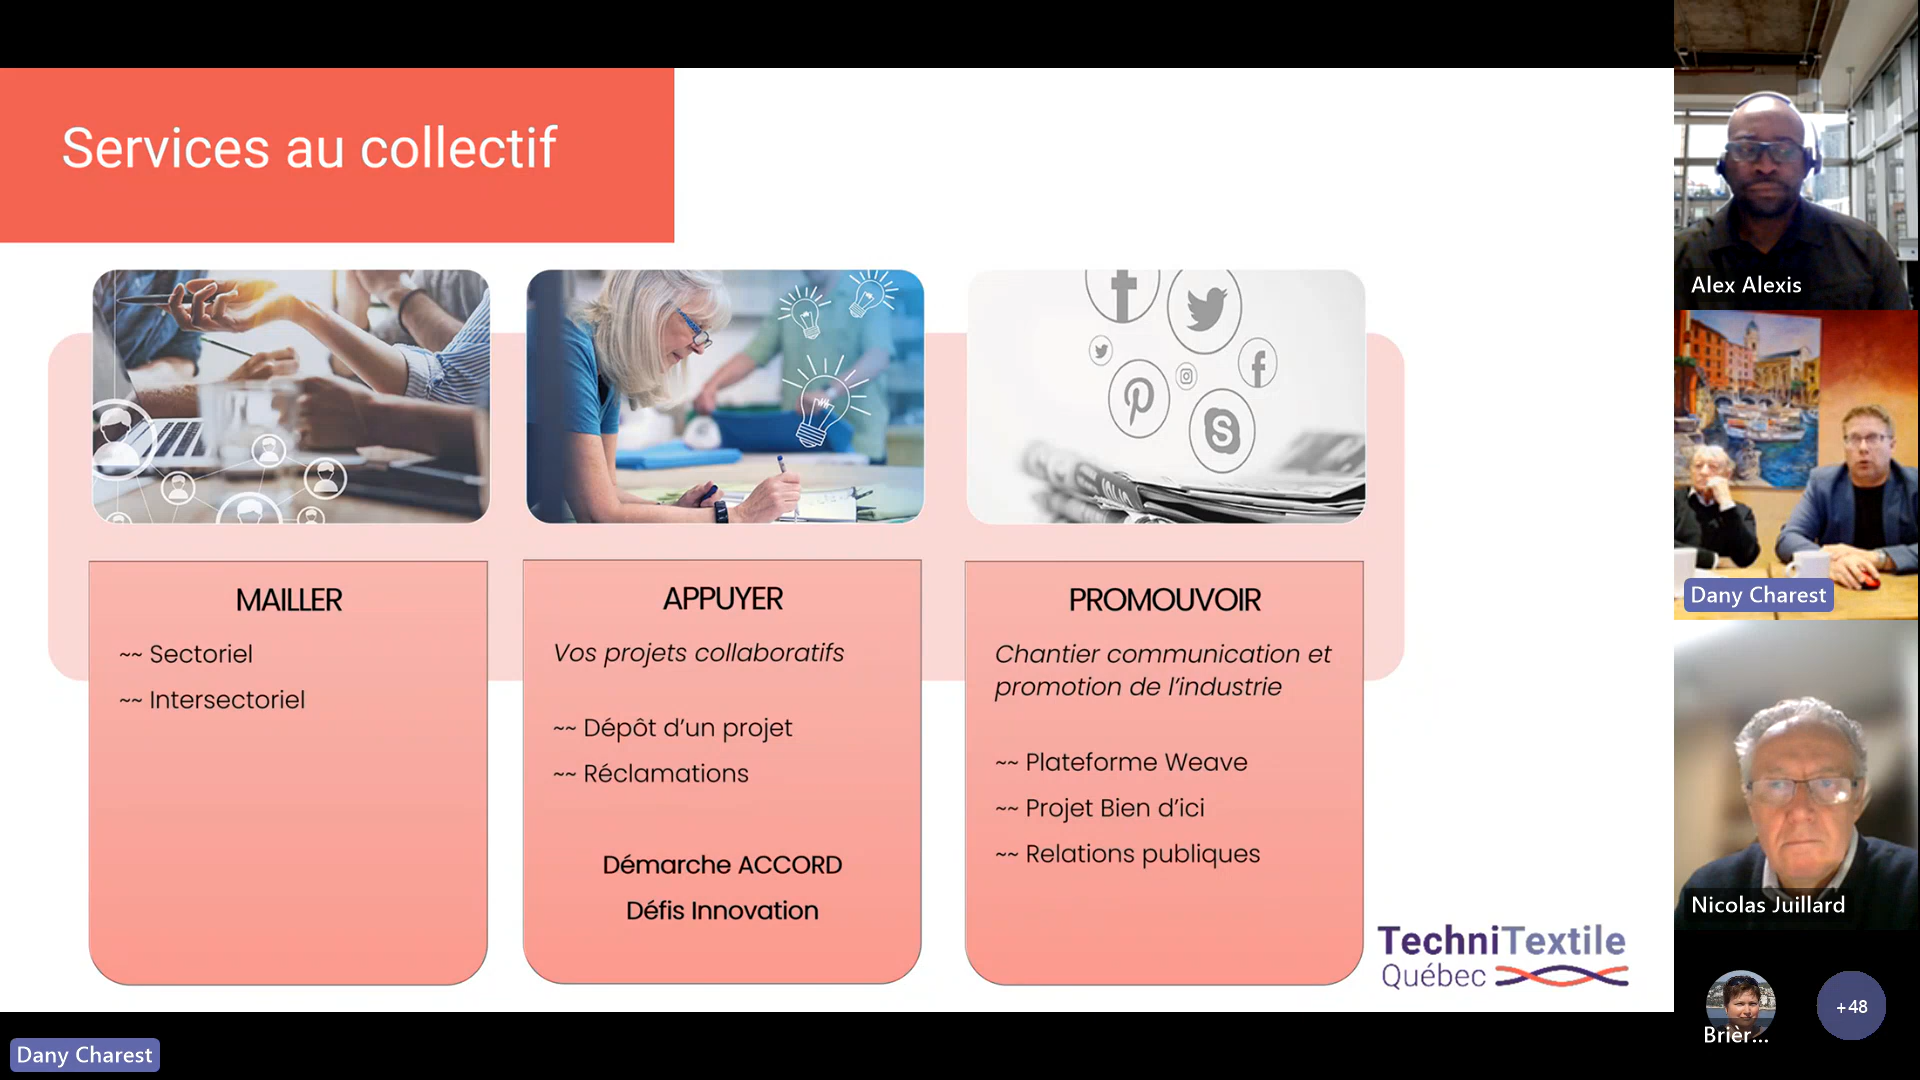 Services au collectif
MAILLER
~~ Sectoriel
~~ Intersectoriel
APPUYER
Vos projets collaboratifs
~~ Dépôt d'un projet
~~ Réclamations
Démarche ACCORD
Défis Innovation
PROMOUVOIR
Chantier communication et
promotion de l'industrie
~~ Plateforme Weave
~~ Projet Bien d'ici
~~ Relations publiques
TechniTextile
Québec
Alex Alexis
Dany Charest
Nicolas Juillard
Brièr...
+48
Dany Charest